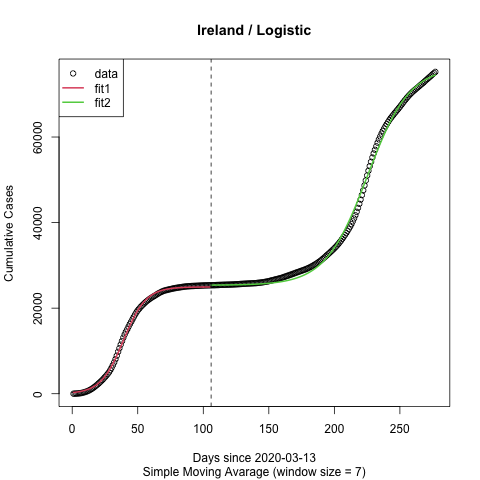 Ireland / Logistic
data
fit1
fit2
Cumulative Cases
0
20000
40000
60000
0
50
100
150
200
250
Days since 2020-03-13
Simple Moving Avarage (window size = 7)